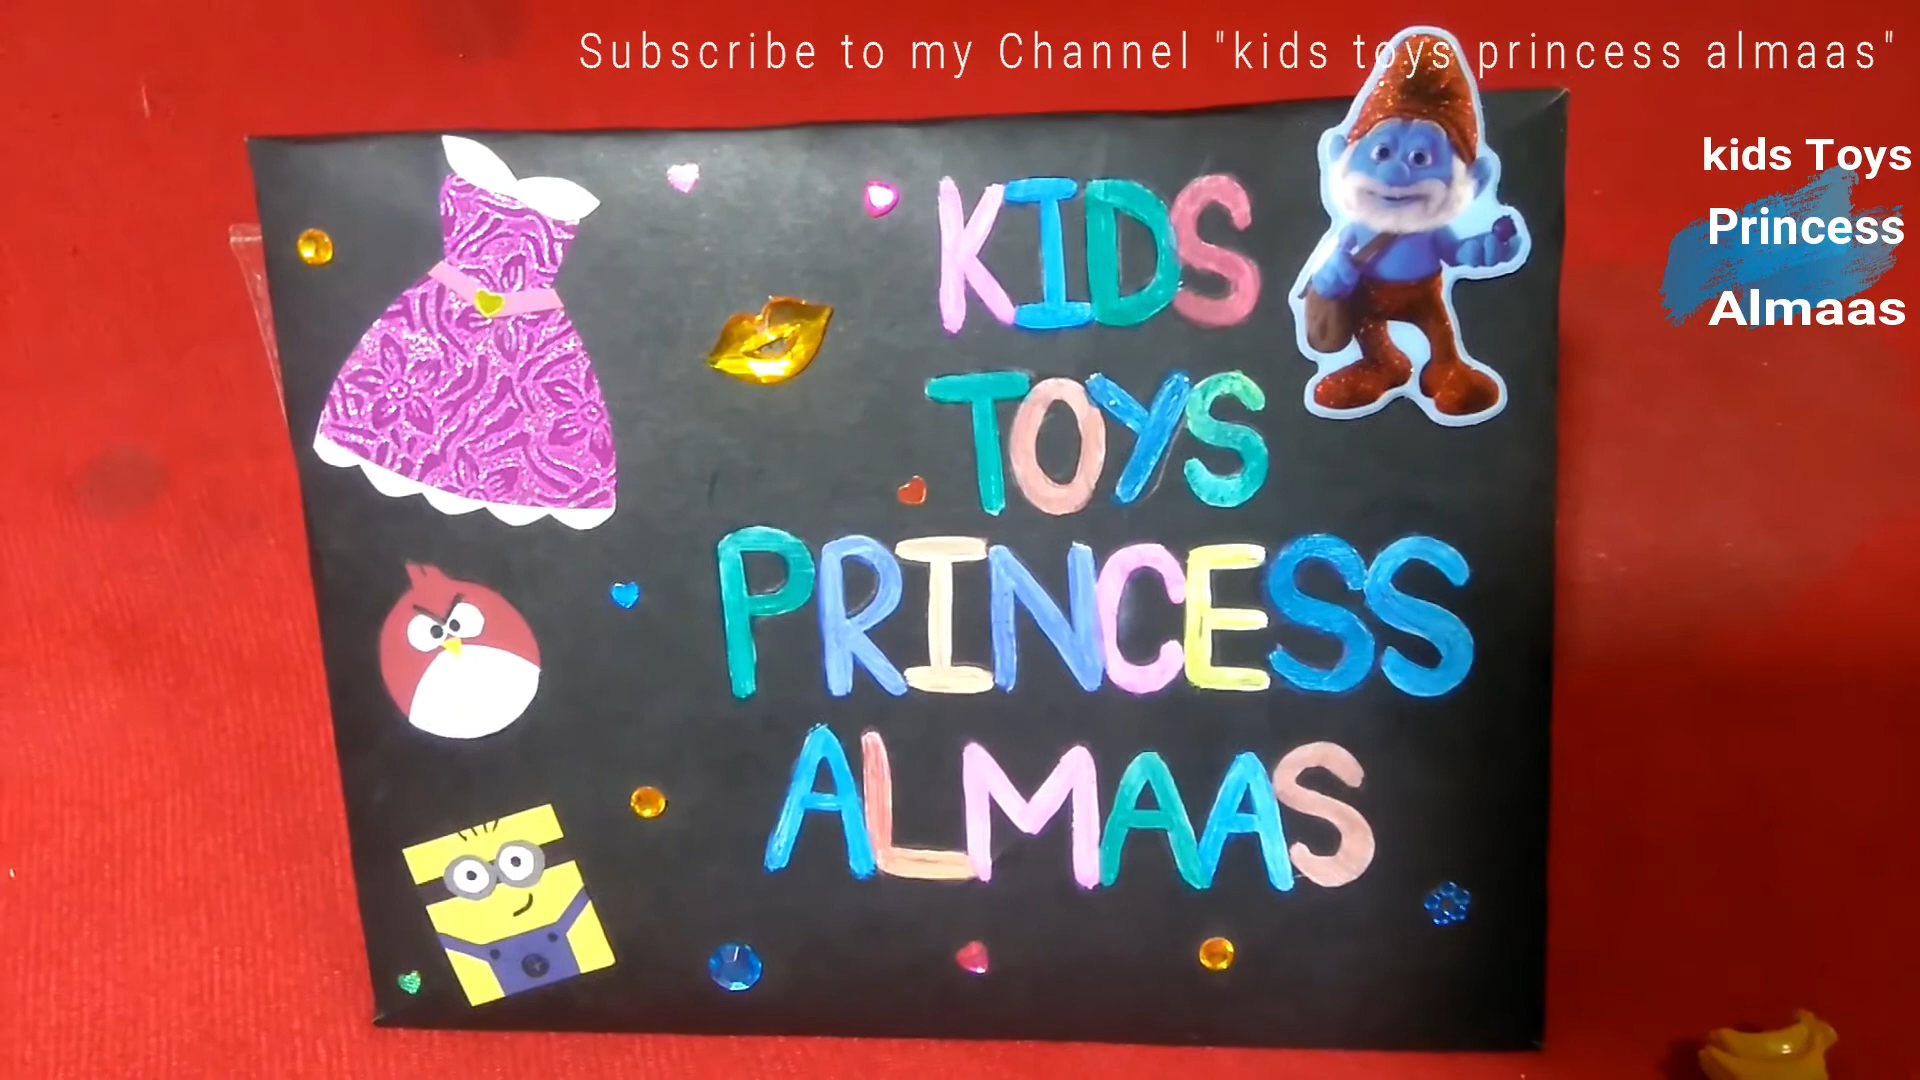 Subscribe to my Channel "kids toys princess almaas"
kids Toys
Princess
Almaas
KIDS
TOYS
PRINCESS
ALMAAS